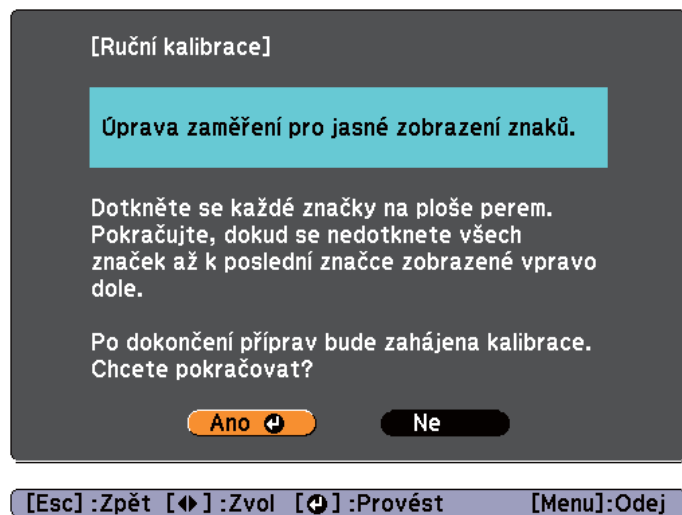 [Ruční kalibrace]
Úprava zaměření pro jasné zobrazení znaků.
Dotkněte se každé značky na ploše perem.
Pokračujte, dokud se nedotknete všech
značek až k poslední značce zobrazené vpravo
dole.
Po dokončení příprav bude zahájena kalibrace.
Chcete pokračovat?
Ano Ne
[Esc] :Zpět [ ] :Zvol [ ] :Provést [Menu]:Odej